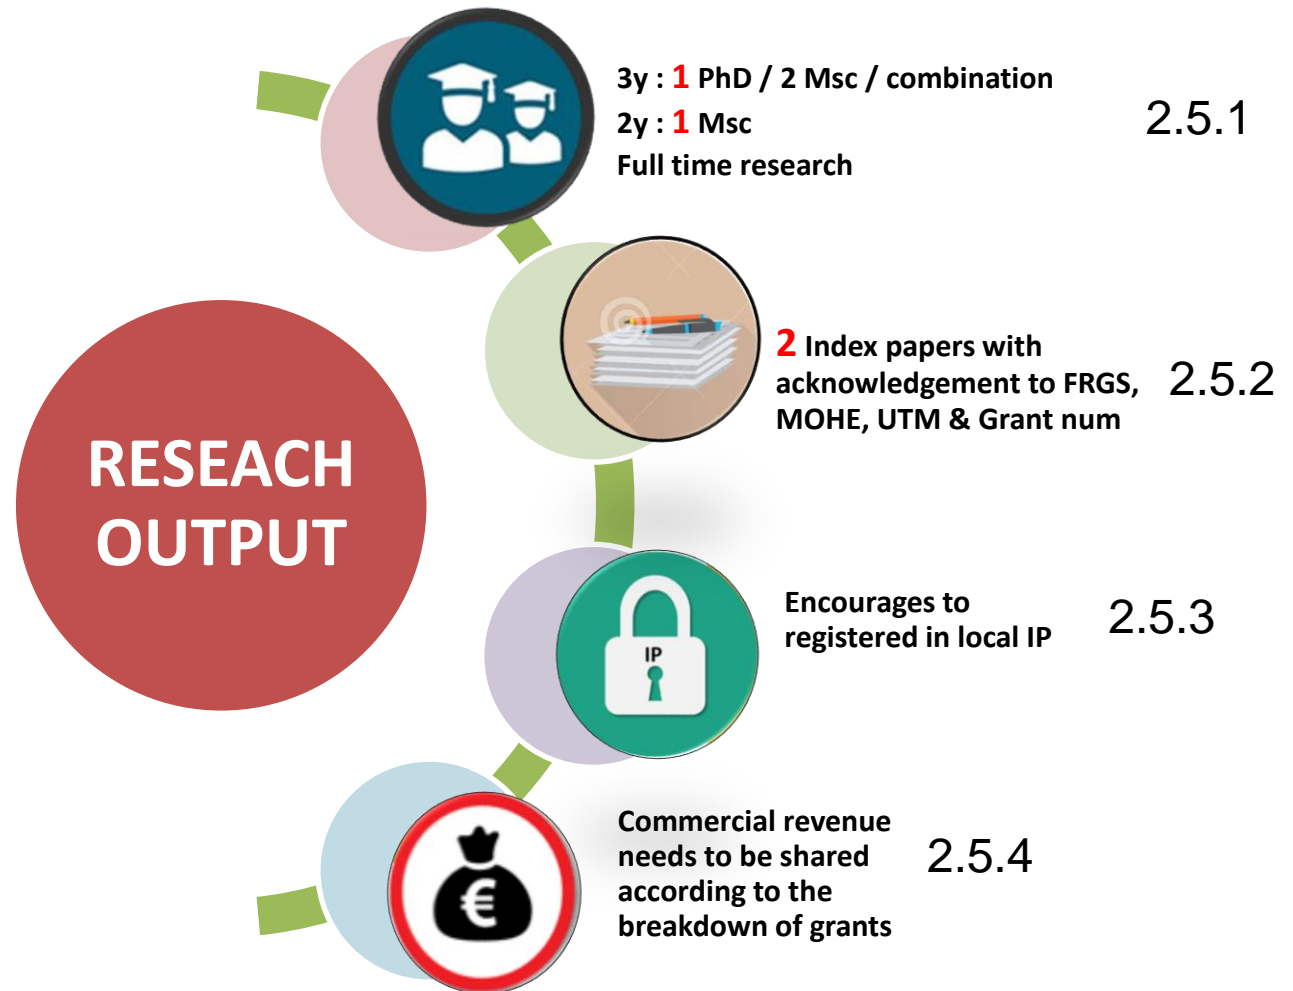 3y : 1 PhD / 2 Msc / combination
2y : 1 Msc
Full time research
2.5.1
2 Index papers with
acknowledgement to FRGS,
MOHE, UTM & Grant num
2.5.2
RESEACH
OUTPUT
IP
Encourages to
registered in local IP
2.5.3
€
Commercial revenue
needs to be shared
according to the
breakdown of grants
2.5.4